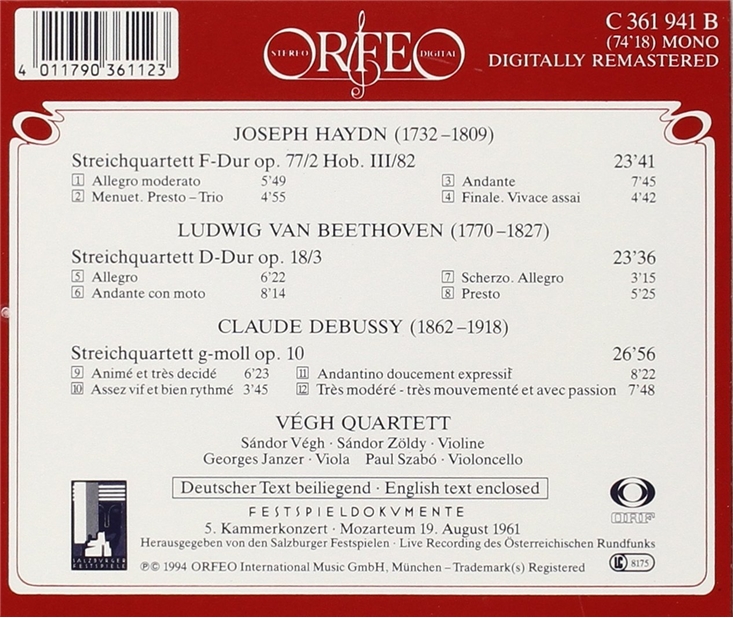 C 361 941 B
STEREO ORFEO DIGITAL
(74'18) MONO
DIGITALLY REMASTERED
4 011790 361123
JOSEPH HAYDN (1732–1809)
Streichquartett F-Dur op. 77/2 Hob. III/82 23'41
1 Allegro moderato 5'49 3 Andante 7'45
2 Menuet. Presto – Trio 4'55 4 Finale. Vivace assai 4'42
LUDWIG VAN BEETHOVEN (1770–1827)
Streichquartett D-Dur op. 18/3 23'36
5 Allegro 6'22 7 Scherzo. Allegro 3'15
6 Andante con moto 8'14 8 Presto 5'25
CLAUDE DEBUSSY (1862–1918)
Streichquartett g-moll op. 10 26'56
9 Animé et très décidé 6'23 11 Andantino doucement expressif 8'22
10 Assez vif et bien rythmé 3'45 12 Très modéré - très mouvementé et avec passion 7'48
VÉGH QUARTETT
Sándor Végh · Sándor Zöldy · Violine
Georges Janzer · Viola Paul Szabó · Violoncello
Deutscher Text beiliegend · English text enclosed
FESTSPIELDOKVMENTE
5. Kammerkonzert · Mozarteum 19. August 1961
Herausgegeben von den Salzburger Festspielen · Live Recording des Österreichischen Rundfunks
SALZBURGER
FESTSPIELE
ORF
℗© 1994 ORFEO International Music GmbH, München – Trademark(s) Registered
LC 8175